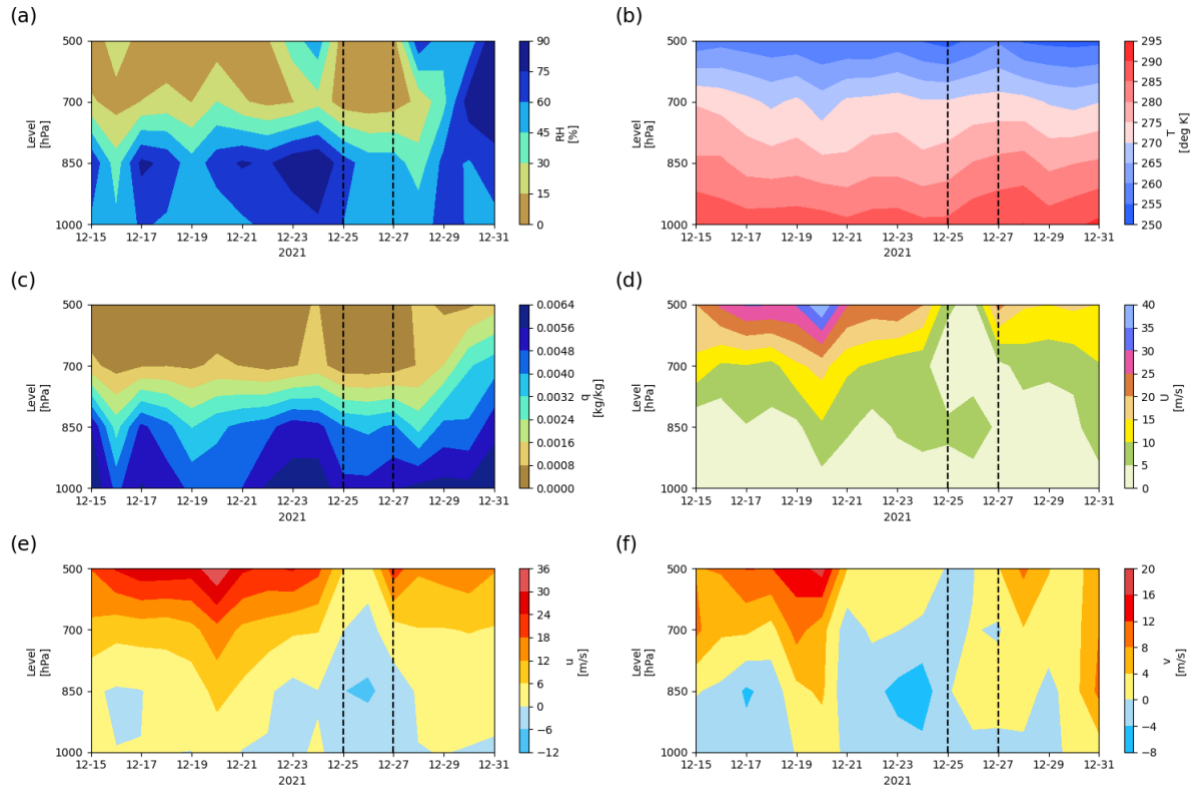 (a)
500
700
850
1000
Level
[hPa]
12-15 12-17 12-19 12-21 12-23 12-25 12-27 12-29 12-31
2021
90
75
60
45
30
15
0
RH
[%]
(b)
500
700
850
1000
Level
[hPa]
12-15 12-17 12-19 12-21 12-23 12-25 12-27 12-29 12-31
2021
295
290
285
280
275
270
265
260
255
250
T
[deg K]
(c)
500
700
850
1000
Level
[hPa]
12-15 12-17 12-19 12-21 12-23 12-25 12-27 12-29 12-31
2021
0.0064
0.0056
0.0048
0.0040
0.0032
0.0024
0.0016
0.0008
0.0000
q
[kg/kg]
(d)
500
700
850
1000
Level
[hPa]
12-15 12-17 12-19 12-21 12-23 12-25 12-27 12-29 12-31
2021
40
35
30
25
20
15
10
5
0
U
[m/s]
(e)
500
700
850
1000
Level
[hPa]
12-15 12-17 12-19 12-21 12-23 12-25 12-27 12-29 12-31
2021
36
30
24
18
12
6
0
−6
−12
u
[m/s]
(f)
500
700
850
1000
Level
[hPa]
12-15 12-17 12-19 12-21 12-23 12-25 12-27 12-29 12-31
2021
20
16
12
8
4
0
−4
−8
v
[m/s]